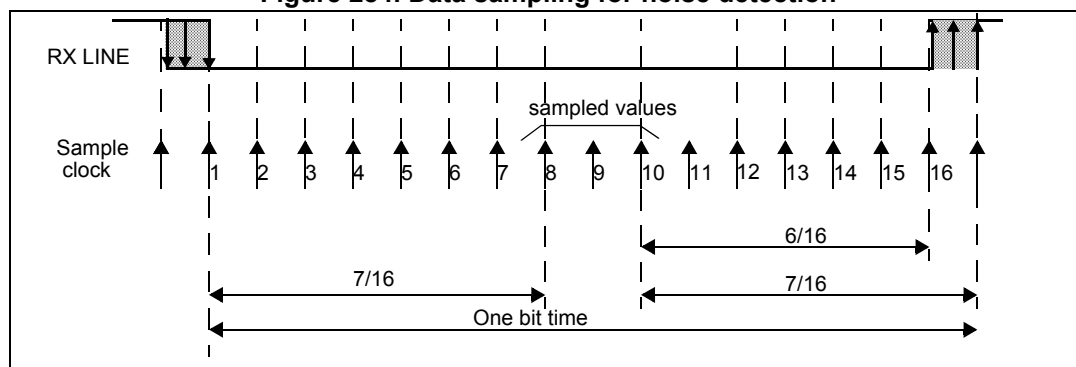 Figure Data sampling for noise detection
RX LINE
sampled values
Sample
clock
1 2 3 4 5 6 7 8 9 10 11 12 13 14 15 16
6/16
7/16 7/16
One bit time